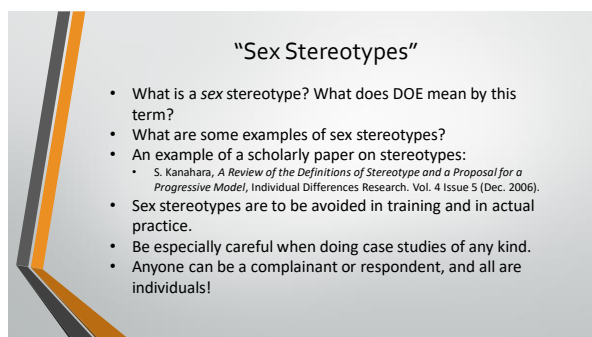 “Sex Stereotypes”
• What is a sex stereotype? What does DOE mean by this
term?
• What are some examples of sex stereotypes?
• An example of a scholarly paper on stereotypes:
• S. Kanahara, A Review of the Definitions of Stereotype and a Proposal for a
Progressive Model, Individual Differences Research. Vol. 4 Issue 5 (Dec. 2006).
• Sex stereotypes are to be avoided in training and in actual
practice.
• Be especially careful when doing case studies of any kind.
• Anyone can be a complainant or respondent, and all are
individuals!